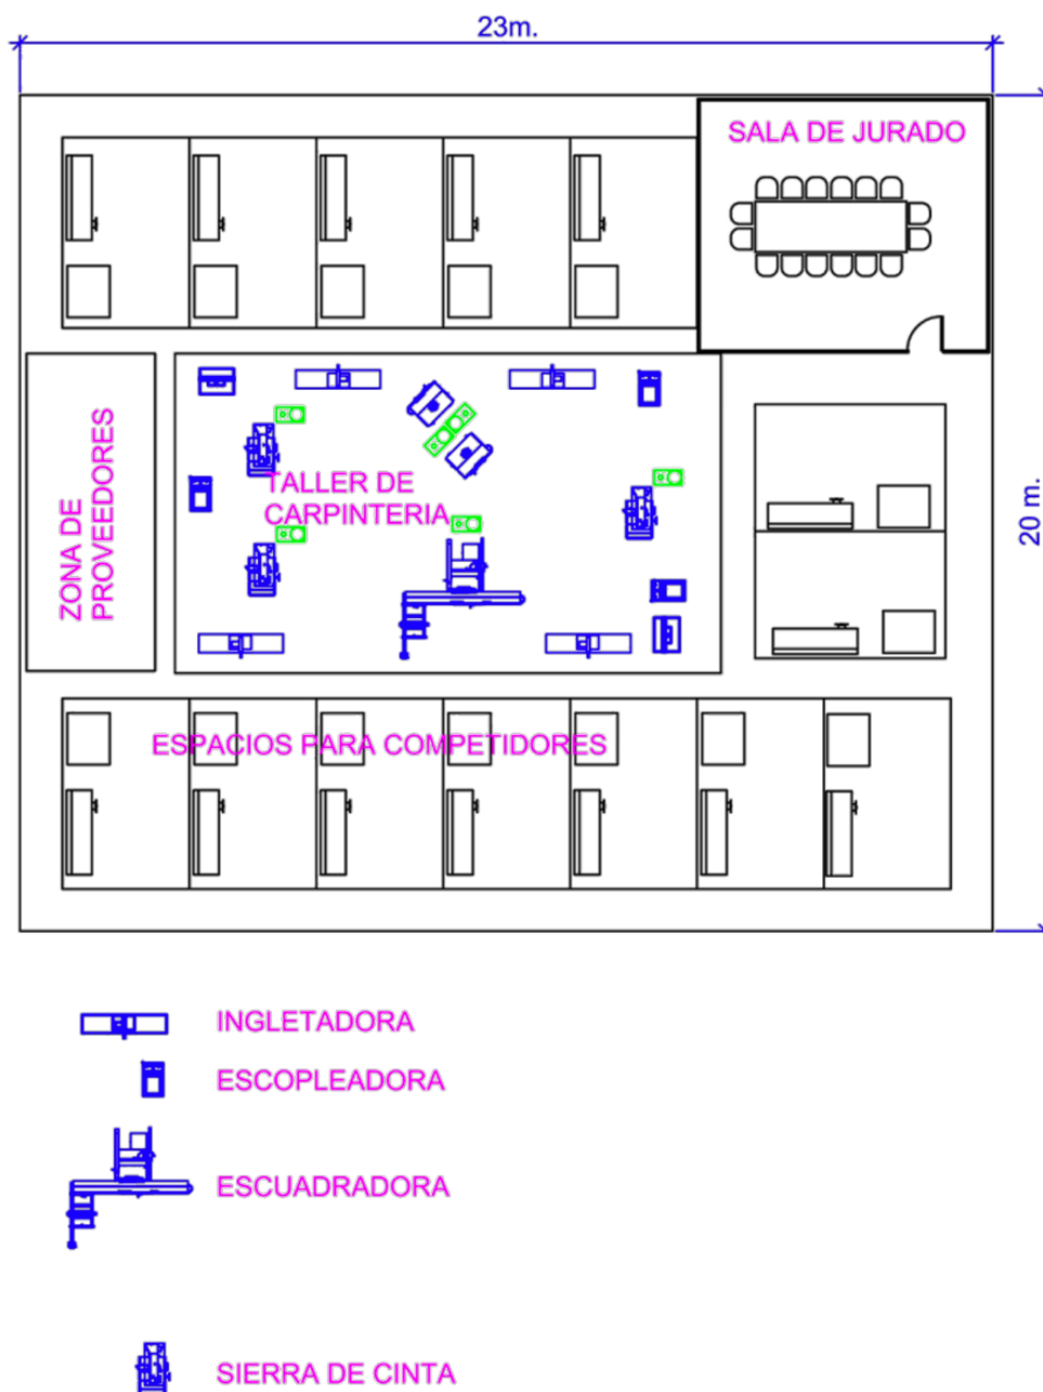 23m.
SALA DE JURADO
20 m.
ZONA DE
PROVEEDORES
TALLER DE
CARPINTERIA
ESPACIOS PARA COMPETIDORES
INGLETADORA
ESCOPLEADORA
ESCUADRADORA
SIERRA DE CINTA